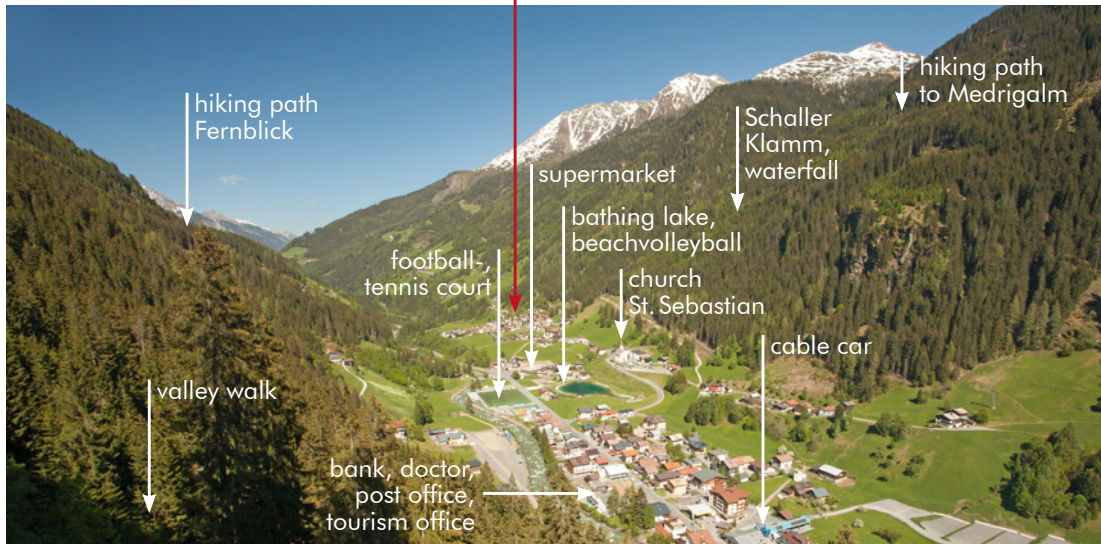 hiking path
Fernblick
hiking path
to Medrigalm
Schaller
Klamm,
waterfall
supermarket
bathing lake,
beachvolleyball
football-,
tennis court
church
St. Sebastian
cable car
valley walk
bank, doctor,
post office,
tourism office